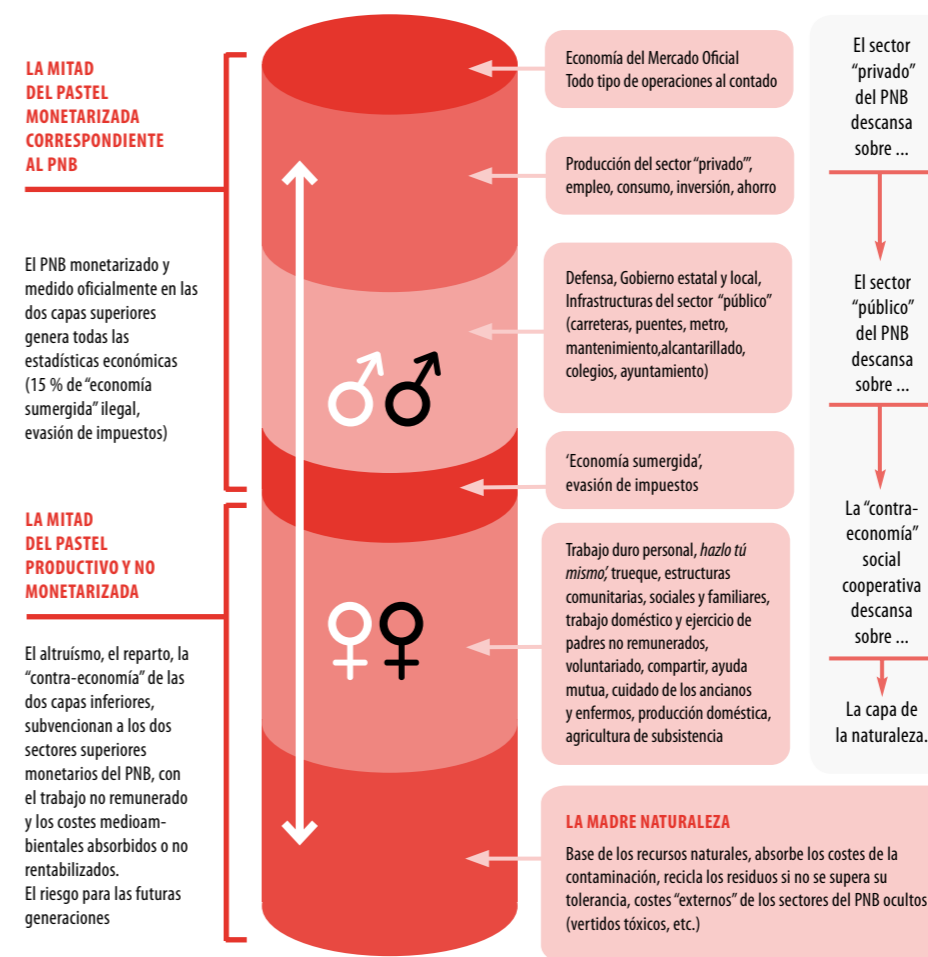 LA MITAD
DEL PASTEL
MONETARIZADA
CORRESPONDIENTE
AL PNB
El PNB monetarizado y
medido oficialmente en las
dos capas superiores
genera todas las
estadísticas económicas
(15 % de “economía
sumergida” ilegal,
evasión de impuestos)
LA MITAD
DEL PASTEL
PRODUCTIVO Y NO
MONETARIZADA
El altruísmo, el reparto, la
“contra-economía” de las
dos capas inferiores,
subvencionan a los dos
sectores superiores
monetarios del PNB, con
el trabajo no remunerado
y los costes medioam-
bientales absorbidos o no
rentabilizados.
El riesgo para las futuras
generaciones
Economía del Mercado Oficial
Todo tipo de operaciones al contado
Producción del sector “privado”’,
empleo, consumo, inversión, ahorro
Defensa, Gobierno estatal y local,
Infrastructuras del sector “público”
(carreteras, puentes, metro,
mantenimiento,alcantarillado,
colegios, ayuntamiento)
‘Economía sumergida’,
evasión de impuestos
Trabajo duro personal, hazlo tú
mismo,’ trueque, estructuras
comunitarias, sociales y familiares,
trabajo doméstico y ejercicio de
padres no remunerados,
voluntariado, compartir, ayuda
mutua, cuidado de los ancianos
y enfermos, producción doméstica,
agricultura de subsistencia
LA MADRE NATURALEZA
Base de los recursos naturales, absorbe los costes de la
contaminación, recicla los residuos si no se supera su
tolerancia, costes “externos” de los sectores del PNB ocultos
(vertidos tóxicos, etc.)
El sector
“privado”
del PNB
descansa
sobre ...
El sector
“público”
del PNB
descansa
sobre ...
La “contra-
economía”
social
cooperativa
descansa
sobre ...
La capa de
la naturaleza.